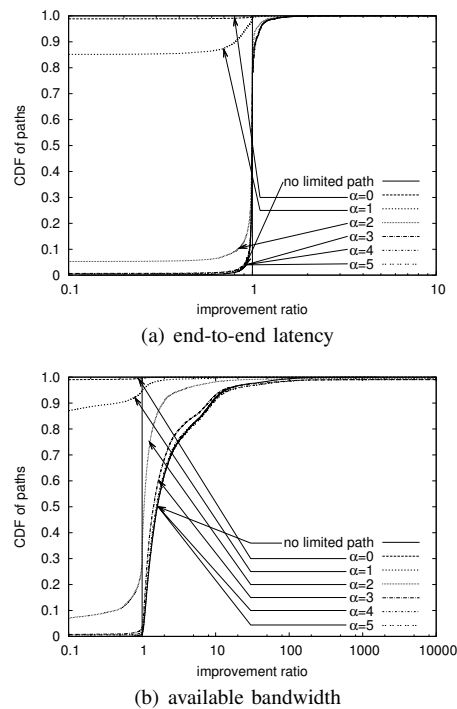 1.0
0.9
0.8
0.7
0.6
0.5
0.4
0.3
0.2
0.1
0
CDF of paths
no limited path
α=0
α=1
α=2
α=3
α=4
α=5
0.1 1 10
improvement ratio
(a) end-to-end latency
1.0
0.9
0.8
0.7
0.6
0.5
0.4
0.3
0.2
0.1
0
CDF of paths
no limited path
α=0
α=1
α=2
α=3
α=4
α=5
0.1 1 10 100 1000 10000
improvement ratio
(b) available bandwidth